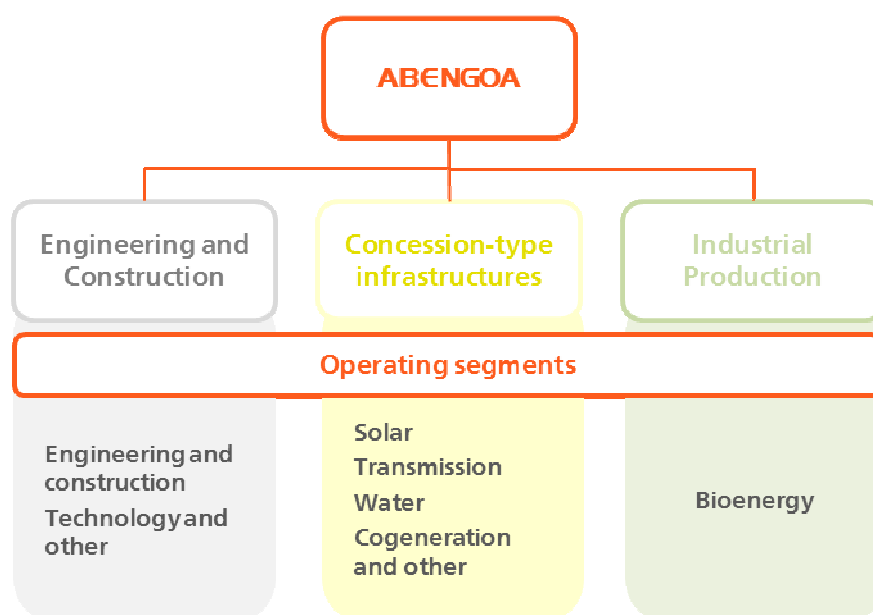 ABENGOA
Engineering and
Construction
Concession-type
infrastructures
Industrial
Production
Operating segments
Engineering and
construction
Technology and
other
Solar
Transmission
Water
Cogeneration
and other
Bioenergy